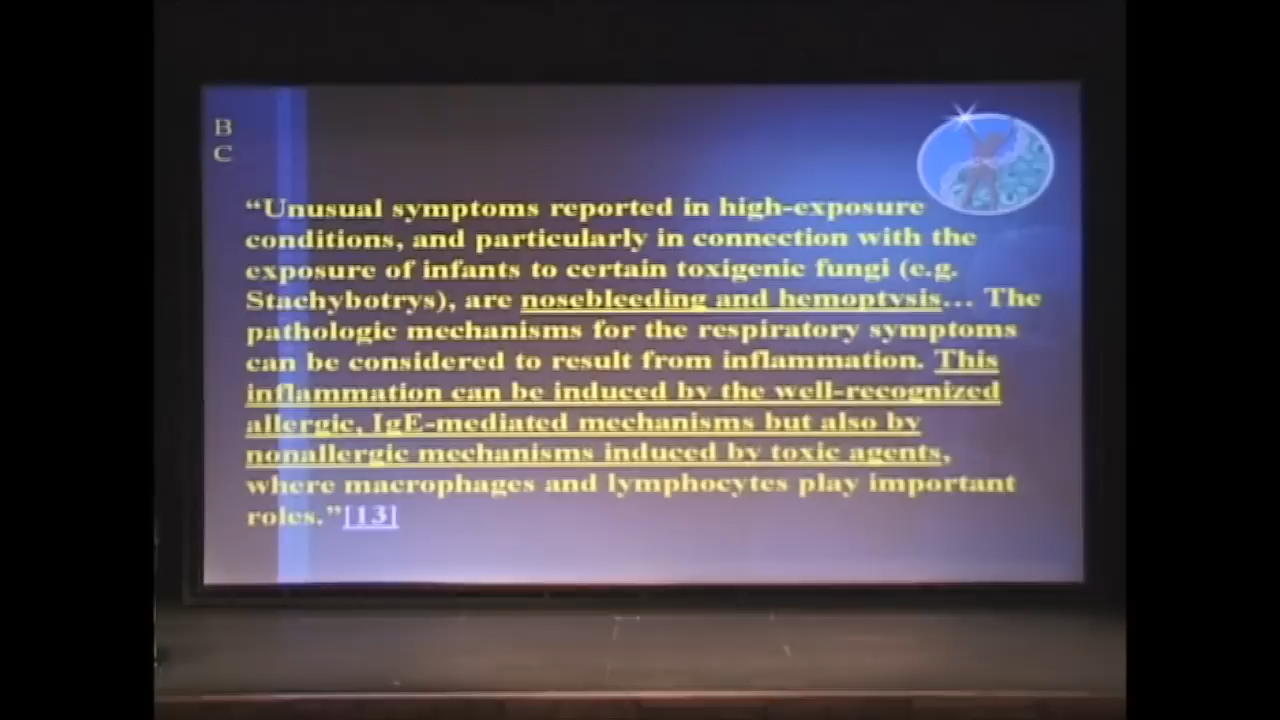 B
C
“Unusual symptoms reported in high-exposure
conditions, and particularly in connection with the
exposure of infants to certain toxigenic fungi (e.g.
Stachybotrys), are nosebleeding and hemoptysis... The
pathologic mechanisms for the respiratory symptoms
can be considered to result from inflammation. This
inflammation can be induced by the well-recognized
allergic, IgE-mediated mechanisms but also by
nonallergic mechanisms induced by toxic agents,
where macrophages and lymphocytes play important
roles.”[13]